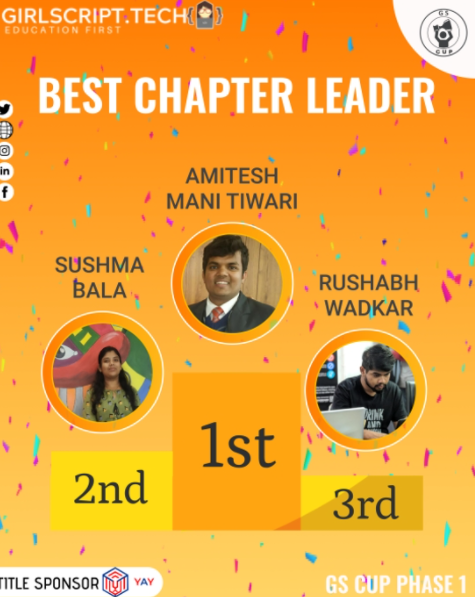 GIRLSCRIPT.TECH
EDUCATION FIRST
GS
CUP
BEST CHAPTER LEADER
AMITESH
MANI TIWARI
SUSHMA
BALA
RUSHABH
WADKAR
1st
2nd
3rd
TITLE SPONSOR YAY
GS CUP PHASE 1